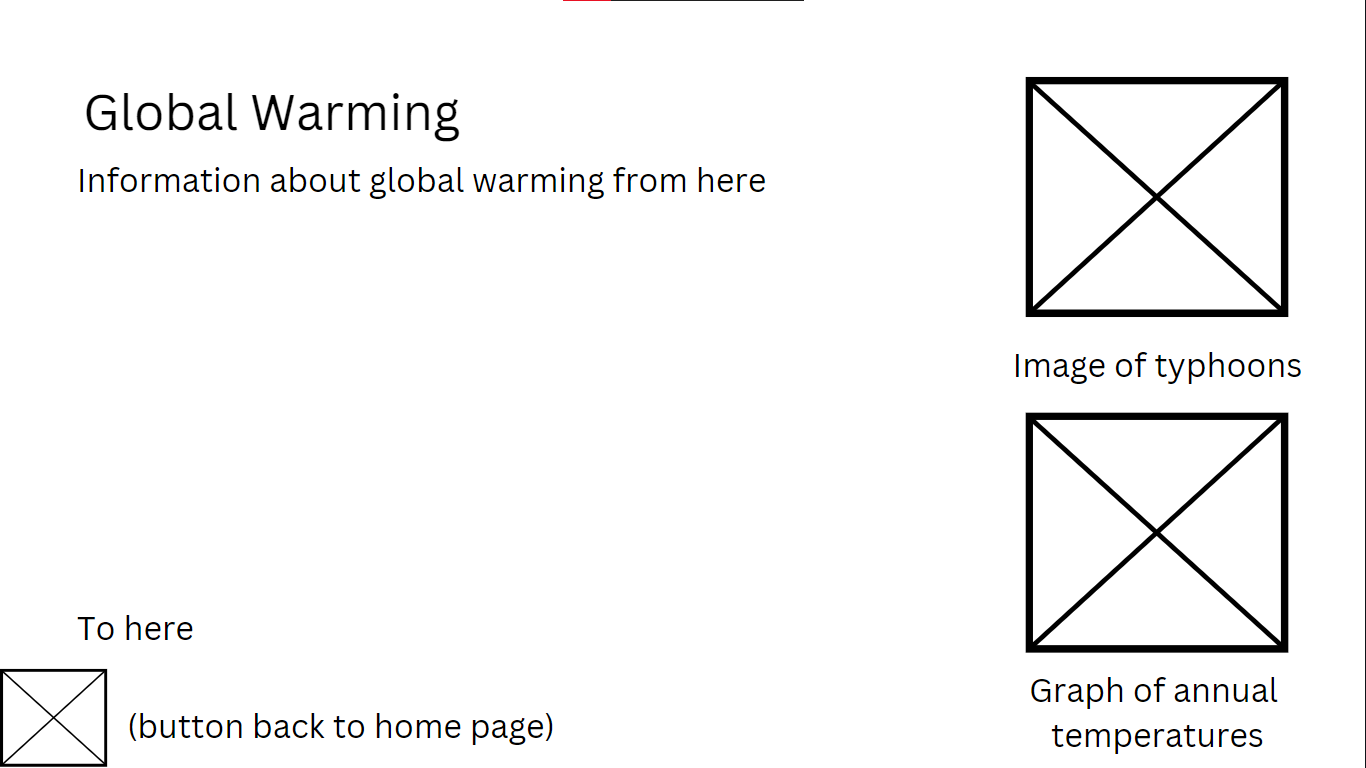 Global Warming
Information about global warming from here
Image of typhoons
To here
(button back to home page)
Graph of annual
temperatures